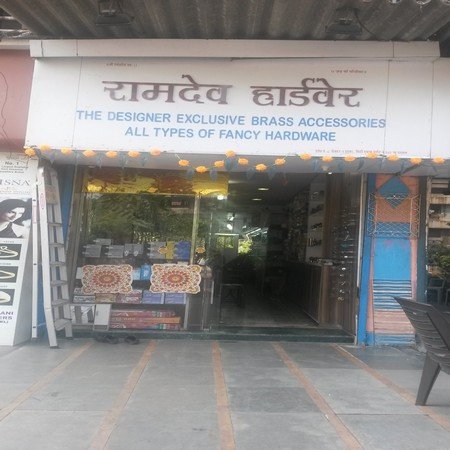 रामदेव हार्डवेर
THE DESIGNER EXCLUSIVE BRASS ACCESSORIES
ALL TYPES OF FANCY HARDWARE